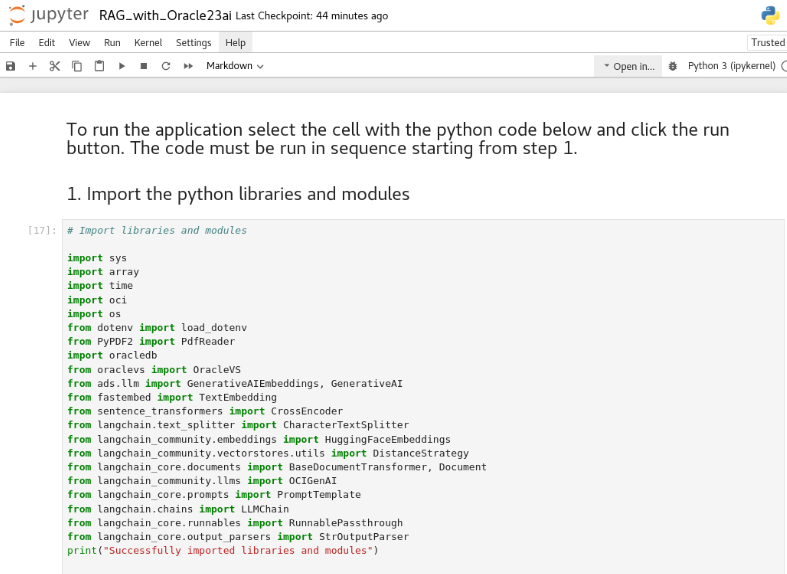 jupyter RAG_with_Oracle23ai Last Checkpoint: 44 minutes ago
File Edit View Run Kernel Settings Help Trusted
Markdown Open in... Python 3 (ipykernel)
To run the application select the cell with the python code below and click the run
button. The code must be run in sequence starting from step 1.
1. Import the python libraries and modules
[17]: # Import libraries and modules
import sys
import array
import time
import oci
import os
from dotenv import load_dotenv
from PyPDF2 import PdfReader
import oracledb
from oraclevs import OracleVS
from ads.llm import GenerativeAIEmbeddings, GenerativeAI
from fastembed import TextEmbedding
from sentence_transformers import CrossEncoder
from langchain.text_splitter import CharacterTextSplitter
from langchain_community.embeddings import HuggingFaceEmbeddings
from langchain_community.vectorstores.utils import DistanceStrategy
from langchain_core.documents import BaseDocumentTransformer, Document
from langchain_community.llms import OCIGenAI
from langchain_core.prompts import PromptTemplate
from langchain.chains import LLMChain
from langchain_core.runnables import RunnablePassthrough
from langchain_core.output_parsers import StrOutputParser
print("Successfully imported libraries and modules")